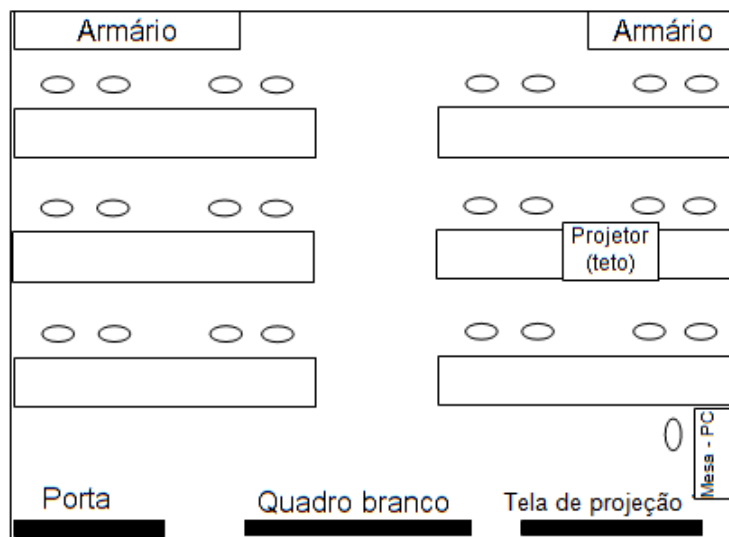 Armário
Armário
Projetor
(teto)
Mesa - PC
Porta
Quadro branco
Tela de projeção